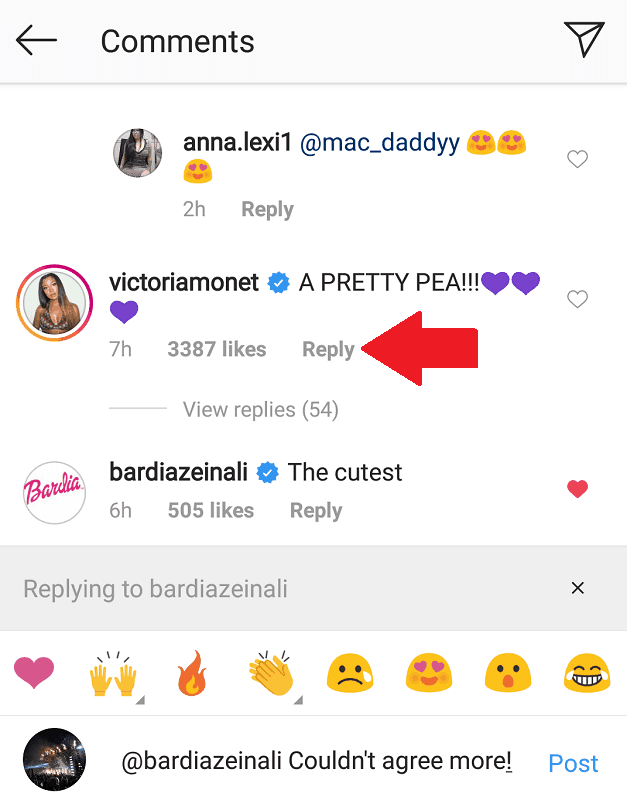 Comments
anna.lexi1 @mac_daddyy 😍😍
😍
2h Reply
victoriamonet A PRETTY PEA!!!💜💜
💜
7h 3387 likes Reply
View replies (54)
Bardia
bardiazeinali The cutest
6h 505 likes Reply
Replying to bardiazeinali ×
@bardiazeinali Couldn't agree more! Post